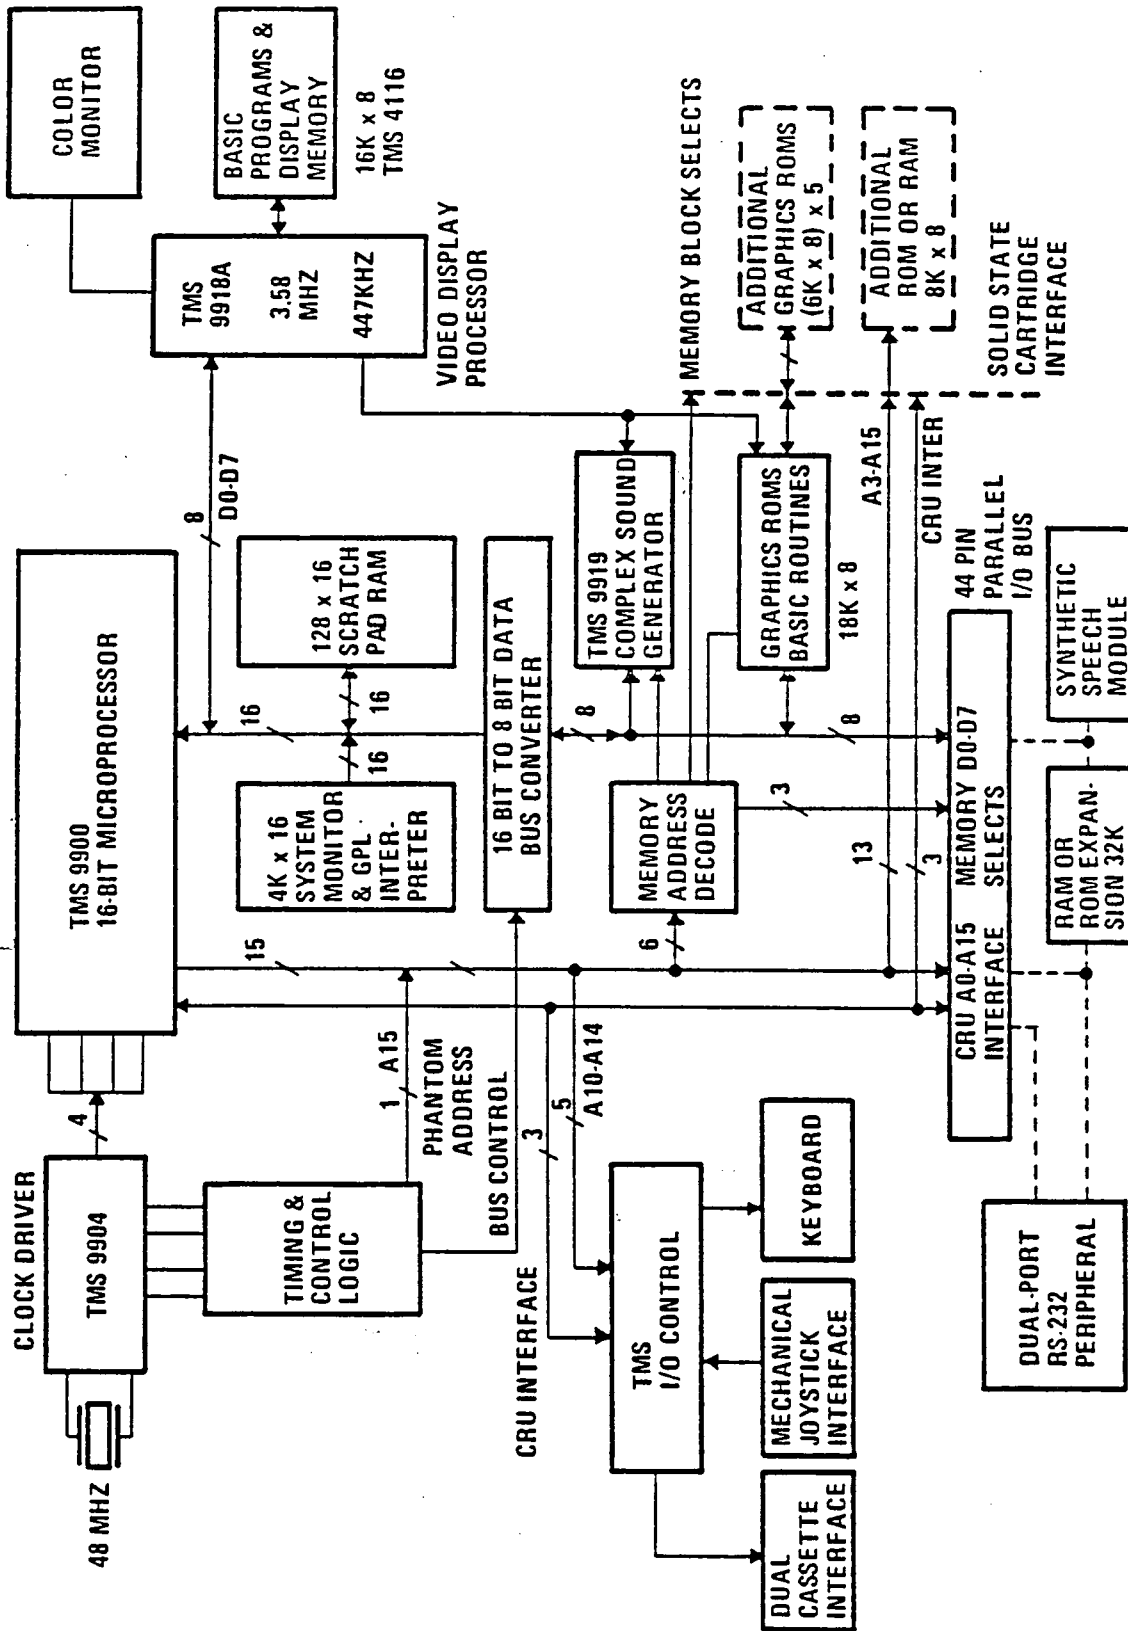 48 MHZ
CLOCK DRIVER
TMS 9904
4
TMS 9900
16-BIT MICROPROCESSOR
COLOR
MONITOR
TIMING &
CONTROL
LOGIC
1
A15
PHANTOM
ADDRESS
BUS CONTROL
15
4K x 16
SYSTEM
MONITOR
& GPL
INTER-
PRETER
16
16
16
128 x 16
SCRATCH
PAD RAM
8
D0-D7
TMS
9918A
3.58
MHZ
447KHZ
VIDEO DISPLAY
PROCESSOR
BASIC
PROGRAMS &
DISPLAY
MEMORY
16K x 8
TMS 4116
16 BIT TO 8 BIT DATA
BUS CONVERTER
CRU INTERFACE
3
5
A10-A14
6
MEMORY
ADDRESS
DECODE
8
TMS 9919
COMPLEX SOUND
GENERATOR
MEMORY BLOCK SELECTS
TMS
I/O CONTROL
GRAPHICS ROMS
BASIC ROUTINES
18K x 8
ADDITIONAL
GRAPHICS ROMS
(6K x 8) x 5
ADDITIONAL
ROM OR RAM
8K x 8
SOLID STATE
CARTRIDGE
INTERFACE
DUAL
CASSETTE
INTERFACE
MECHANICAL
JOYSTICK
INTERFACE
KEYBOARD
3
8
13
A3-A15
3
CRU INTER
CRU A0-A15 MEMORY D0-D7
INTERFACE SELECTS
44 PIN
PARALLEL
I/O BUS
DUAL-PORT
RS-232
PERIPHERAL
RAM OR
ROM EXPAN-
SION 32K
SYNTHETIC
SPEECH
MODULE